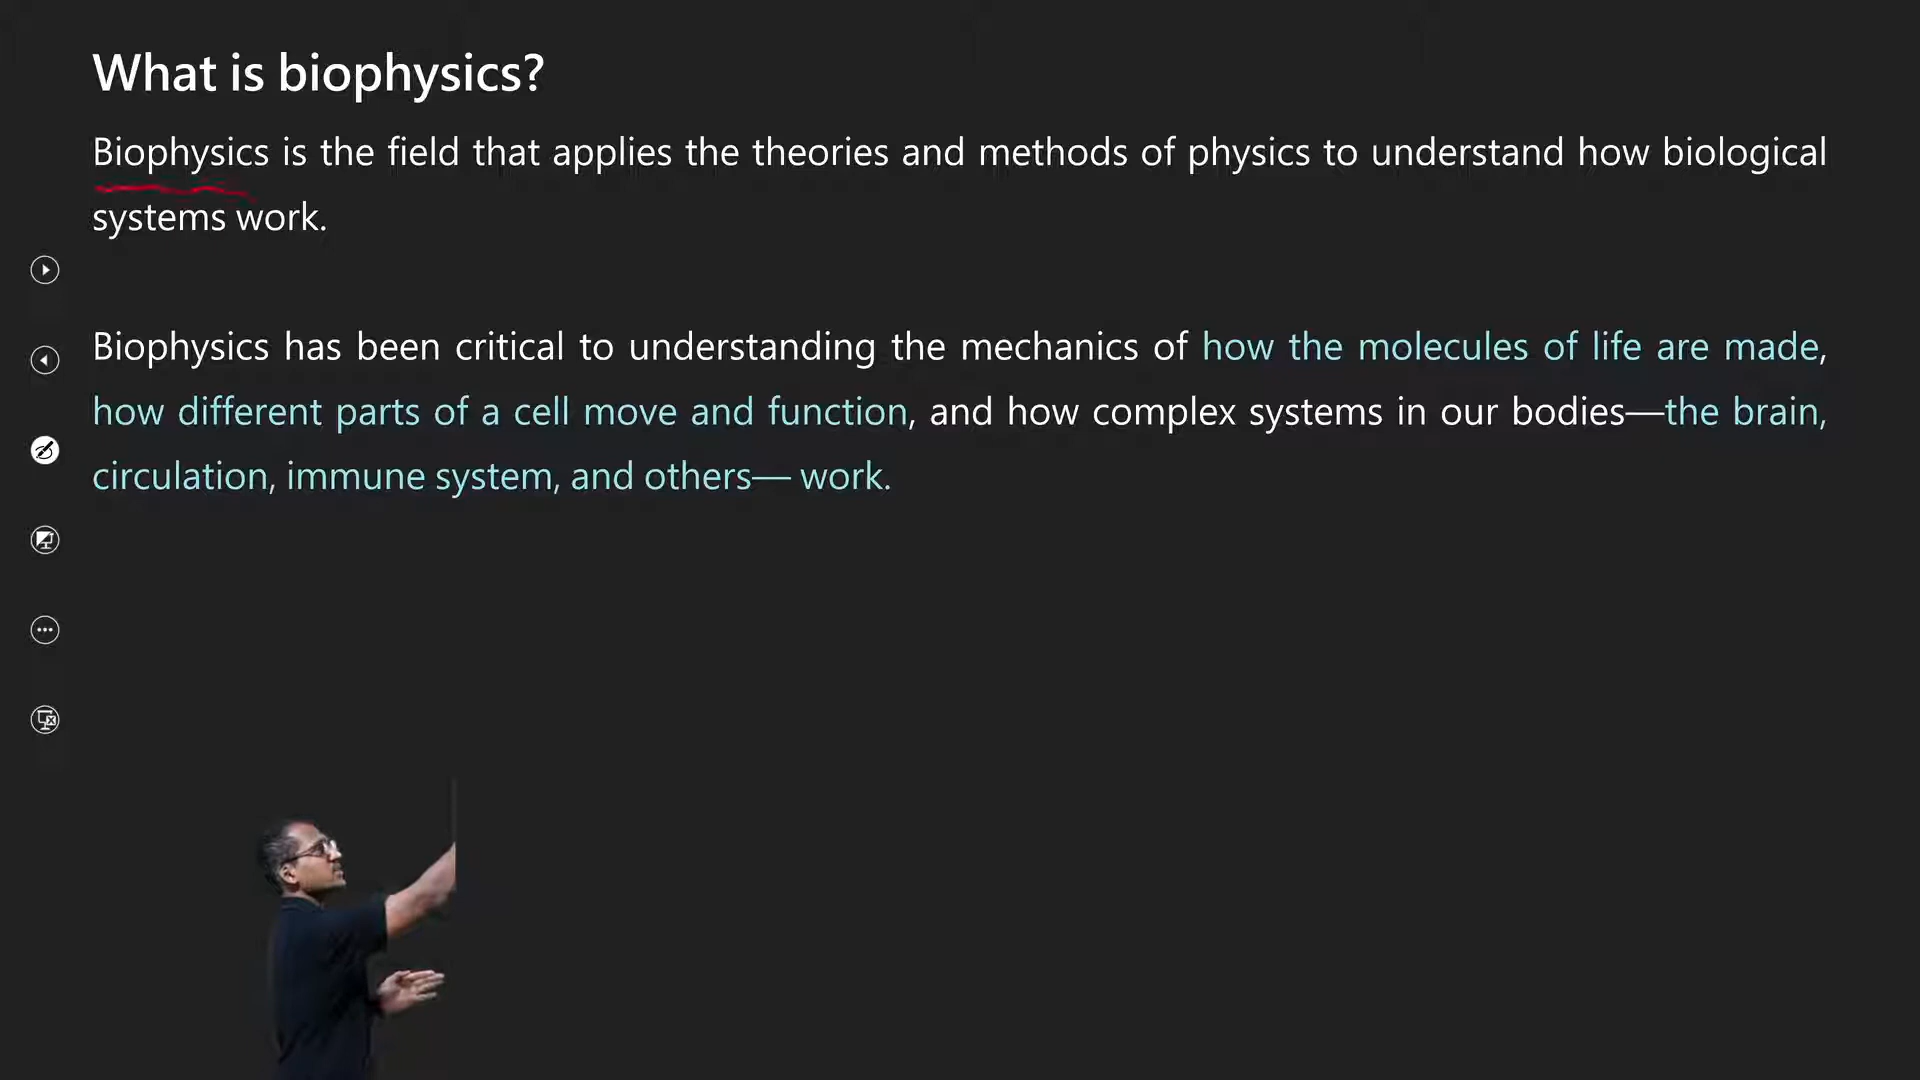 What is biophysics?
Biophysics is the field that applies the theories and methods of physics to understand how biological
systems work.
Biophysics has been critical to understanding the mechanics of how the molecules of life are made,
how different parts of a cell move and function, and how complex systems in our bodies—the brain,
circulation, immune system, and others— work.